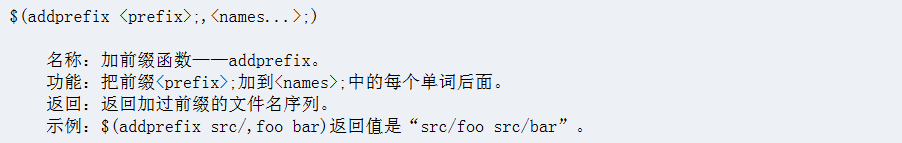 $(addprefix <prefix>;,<names...>;)
名称：加前缀函数——addprefix。
功能：把前缀<prefix>;加到<names>;中的每个单词后面。
返回：返回加过前缀的文件名序列。
示例：$(addprefix src/,foo bar)返回值是“src/foo src/bar”。